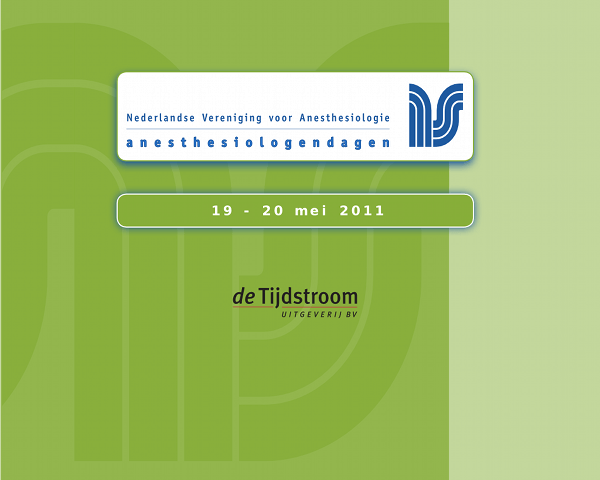 Nederlandse Vereniging voor Anesthesiologie
anesthesiologendagen
19 - 20 mei 2011
de Tijdstroom
UITGEVERIJ BV